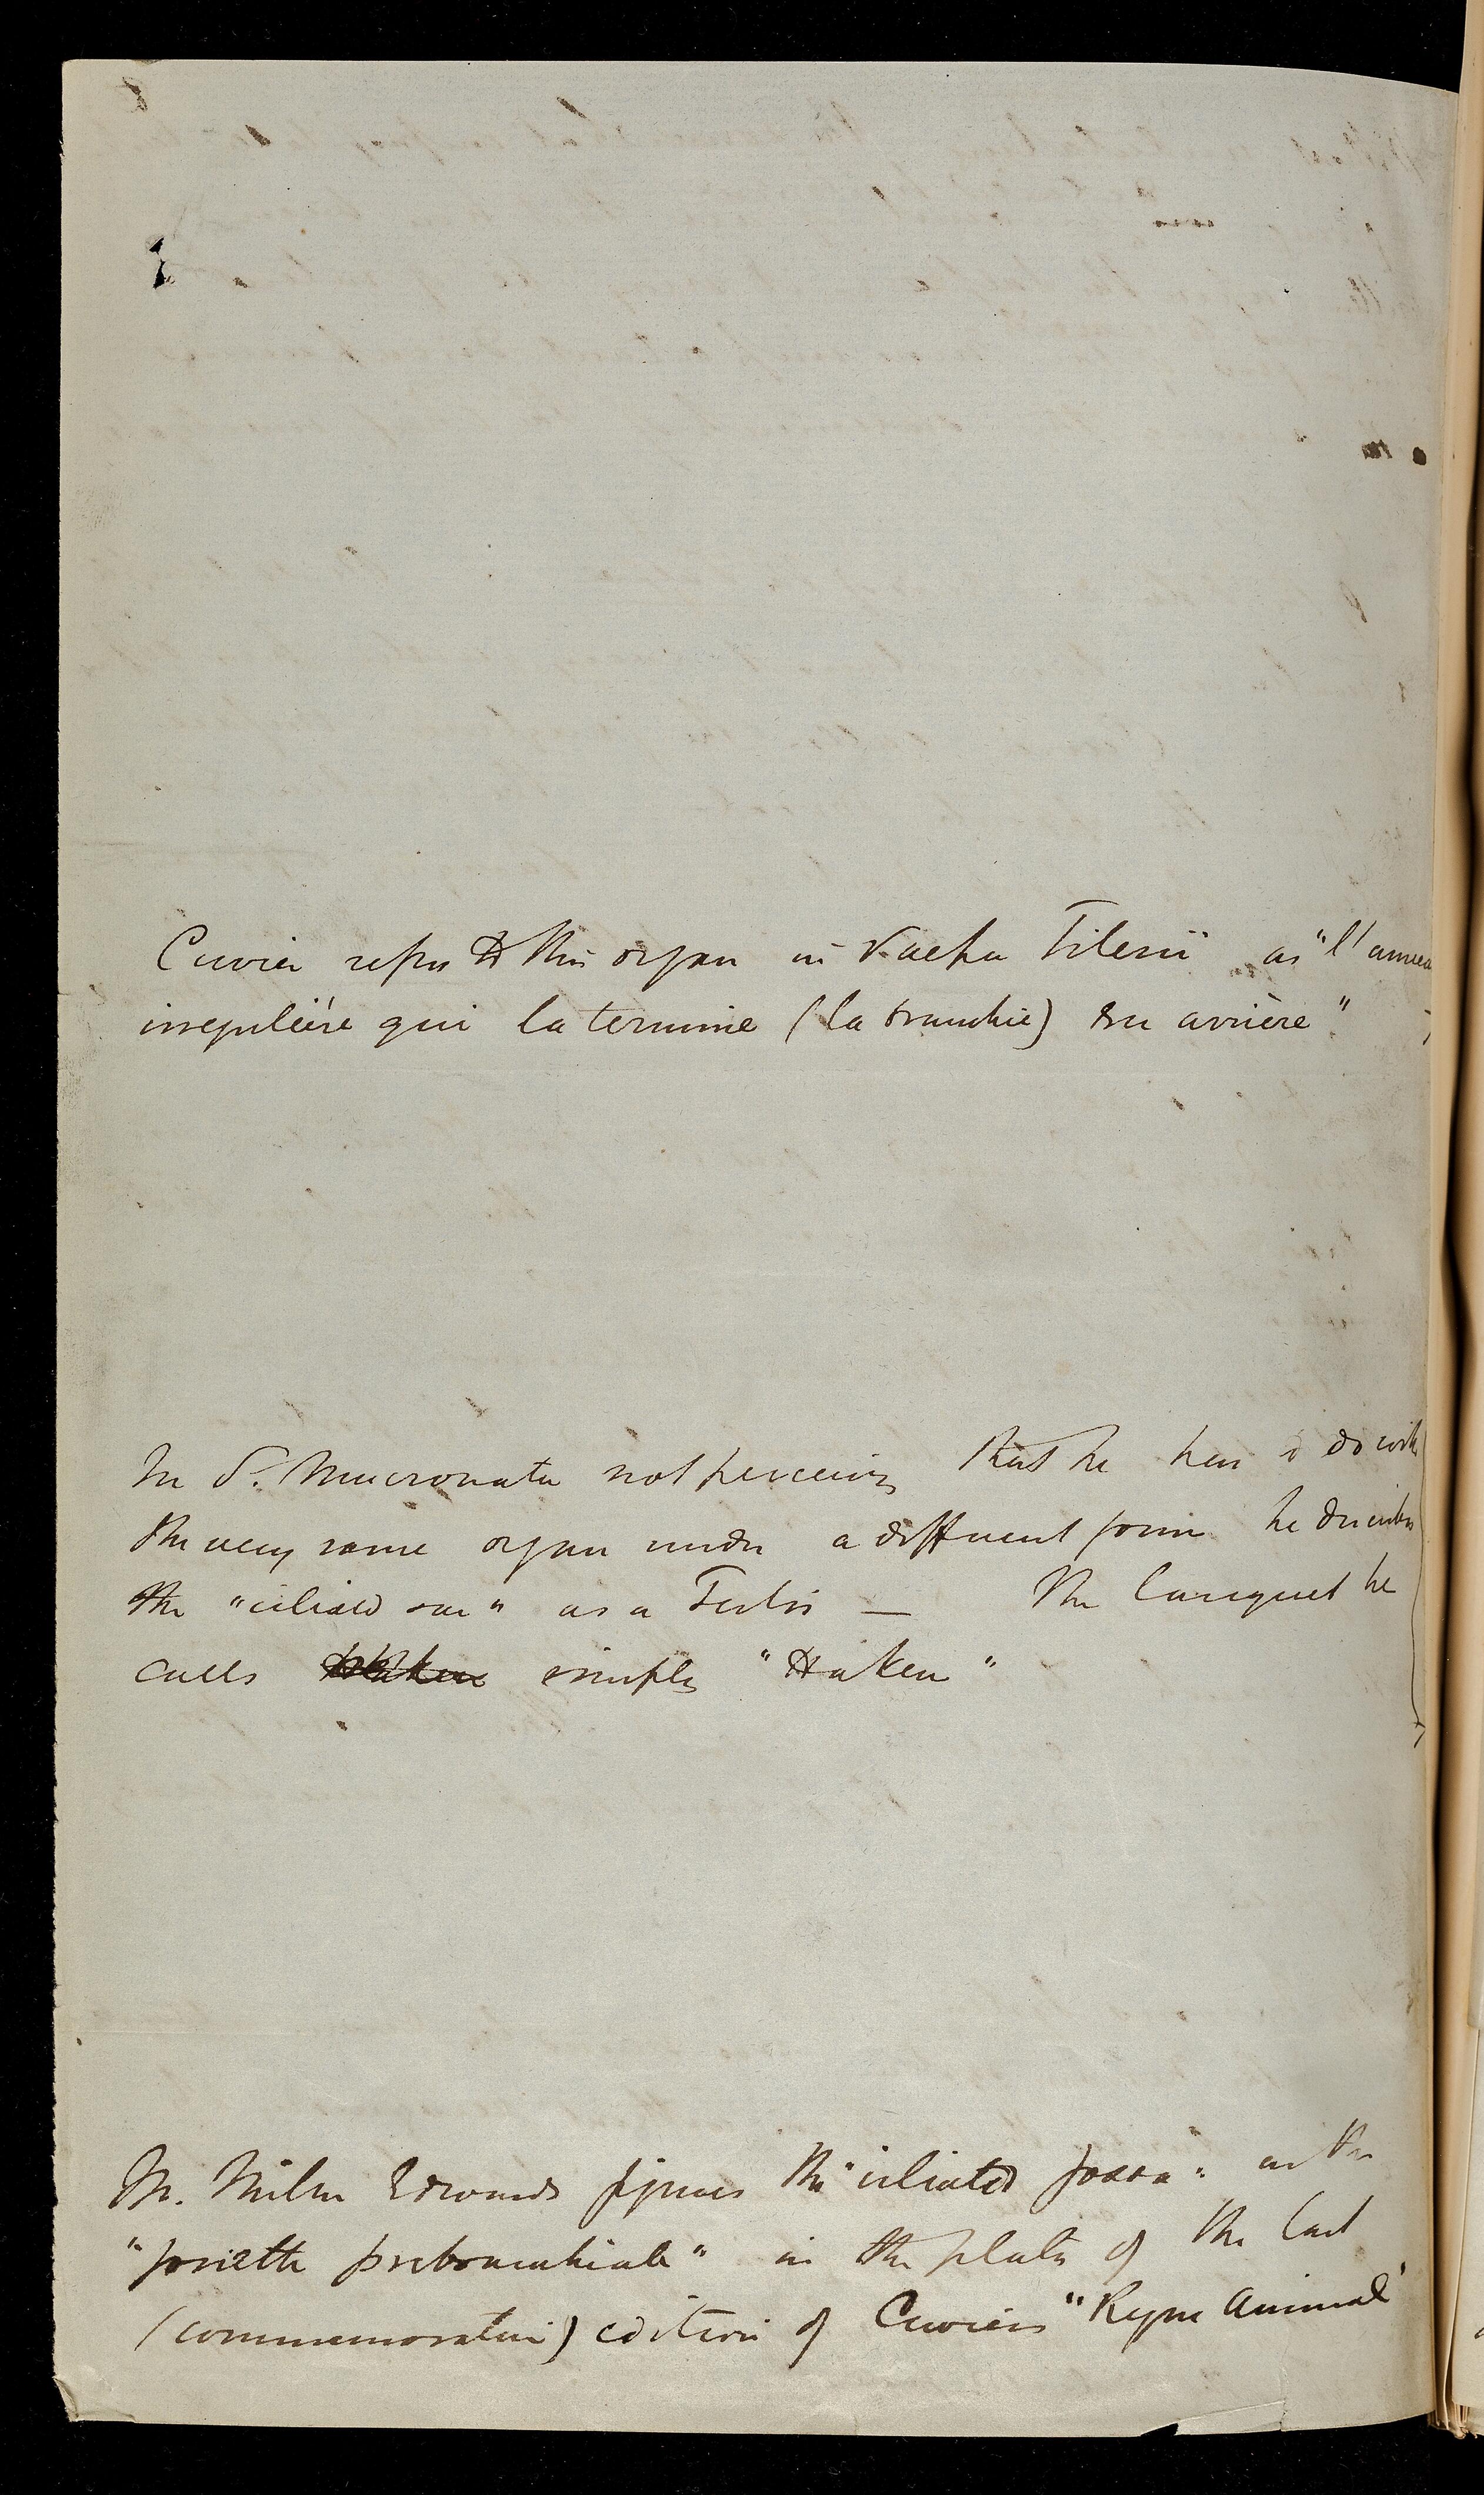 Cuvier refers to this organ in Salpa Tilesii as "l'anneau
irregulière qui la termine (la branchie) en arrière"
In S. Mucronata not perceiving that he has to do with
the very same organ under a different form he describes
the "ciliated sac" as a Testis — The languet he
calls simply "Haken"
M. Milne Edwards figures the "ciliated fossa" as the
"fossette prebranchiale" in the plates of the last
(commemorative) edition of Cuviers "Regne Animal"